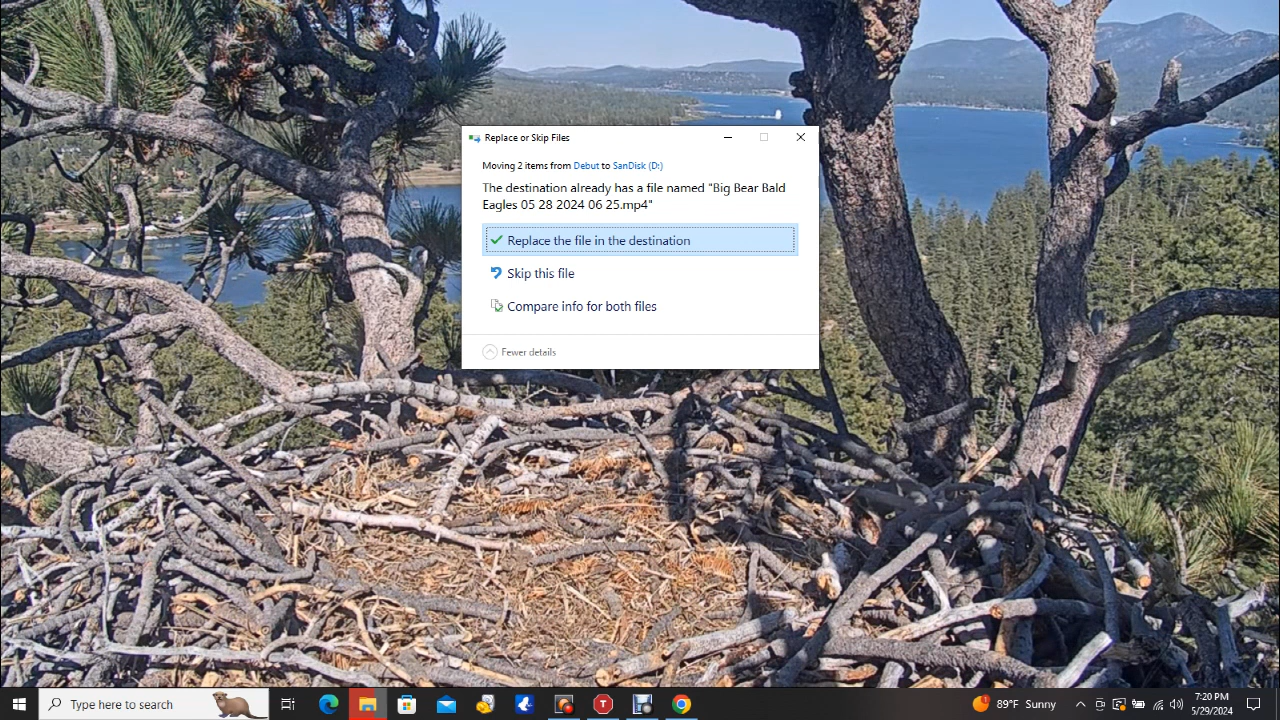 Replace or Skip Files
Moving 2 items from Debut to SanDisk (D:)
The destination already has a file named "Big Bear Bald
Eagles 05 28 2024 06 25.mp4"
Replace the file in the destination
Skip this file
Compare info for both files
Fewer details
Type here to search
T
89°F Sunny
7:20 PM
5/29/2024